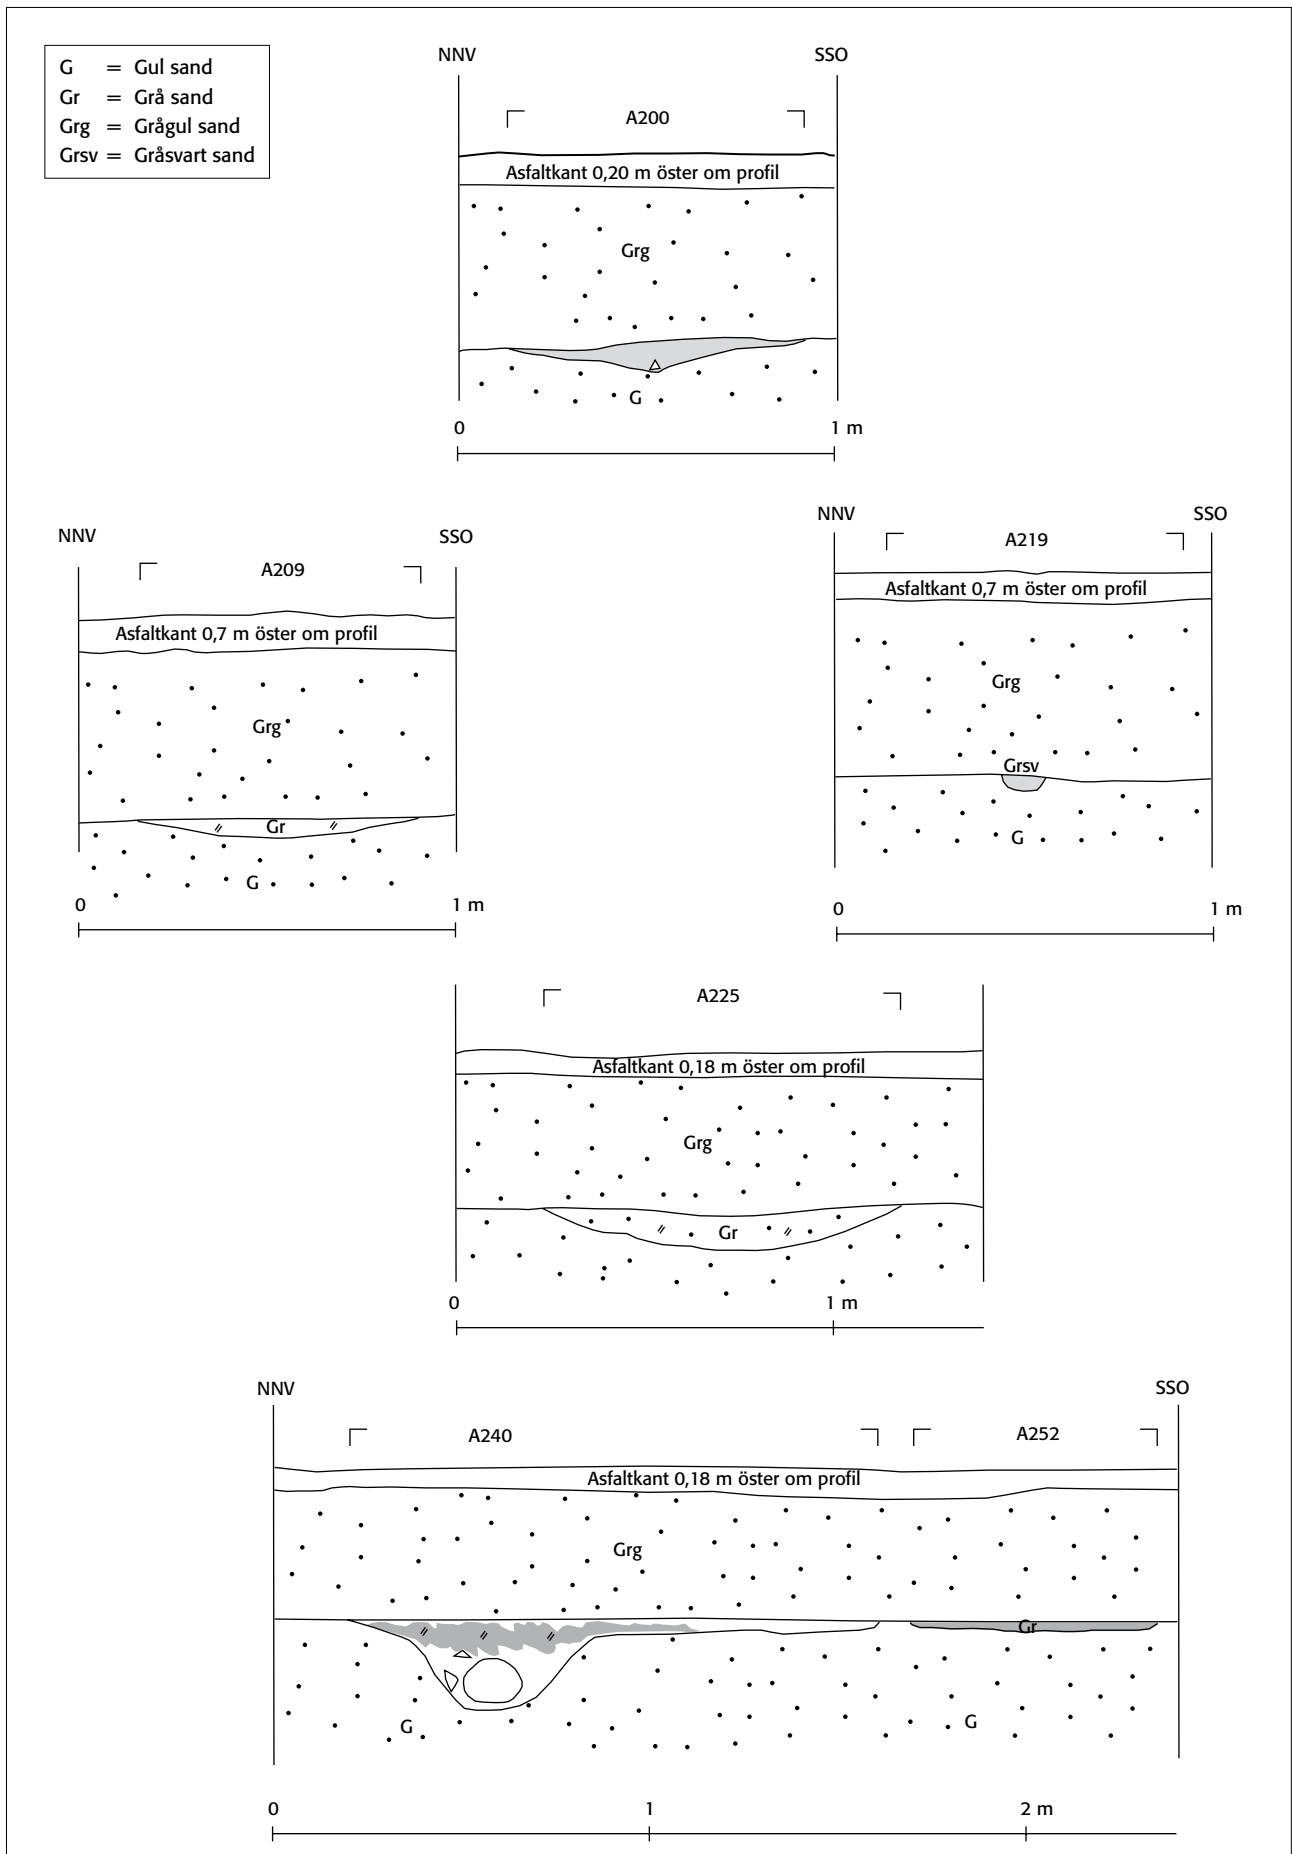 G = Gul sand
Gr = Grå sand
Grg = Grågul sand
Grsv = Gråsvart sand
NNV SSO
A200
Asfaltkant 0,20 m öster om profil
Grg
G
0 1 m
NNV SSO
A209
Asfaltkant 0,7 m öster om profil
Grg
Gr
G
0 1 m
NNV SSO
A219
Asfaltkant 0,7 m öster om profil
Grg
Grsv
G
0 1 m
A225
Asfaltkant 0,18 m öster om profil
Grg
Gr
0 1 m
NNV SSO
A240 A252
Asfaltkant 0,18 m öster om profil
Grg
Gr
G G
0 1 2 m